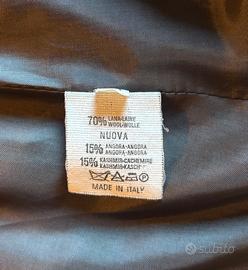 70% LANA-LAINE
WOOL-WOLLE
NUOVA
15% ANGORA-ANGORA
ANGORA-ANGORA
15% KASHMIR-CACHEMIRE
KASHMIR-KASCH
MADE IN ITALY
subito